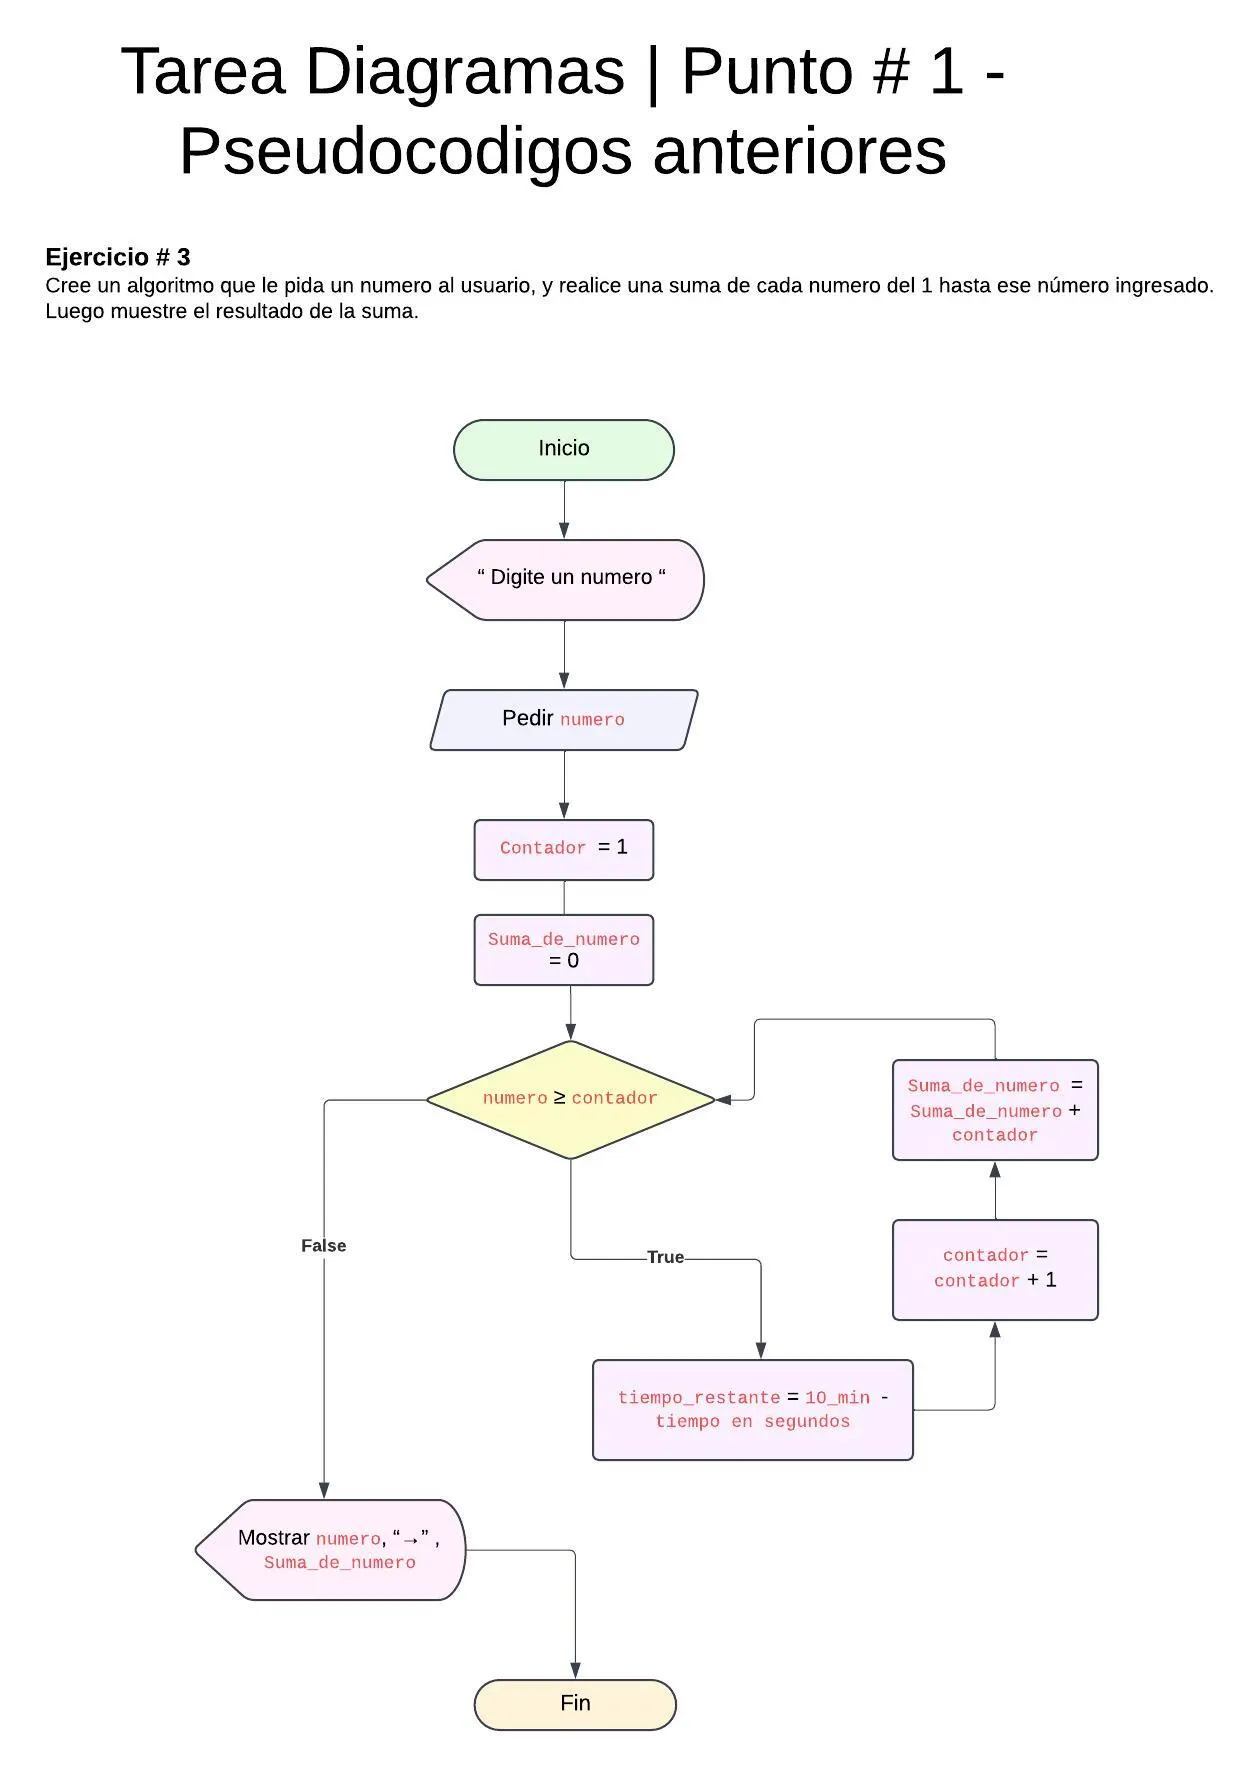 Tarea Diagramas | Punto # 1 -
Pseudocodigos anteriores
Ejercicio # 3
Cree un algoritmo que le pida un numero al usuario, y realice una suma de cada numero del 1 hasta ese número ingresado.
Luego muestre el resultado de la suma.
Inicio
“ Digite un numero “
Pedir numero
Contador = 1
Suma_de_numero
= 0
numero ≥ contador
Suma_de_numero =
Suma_de_numero +
contador
contador =
contador + 1
False
True
tiempo_restante = 10_min -
tiempo en segundos
Mostrar numero, “→” ,
Suma_de_numero
Fin